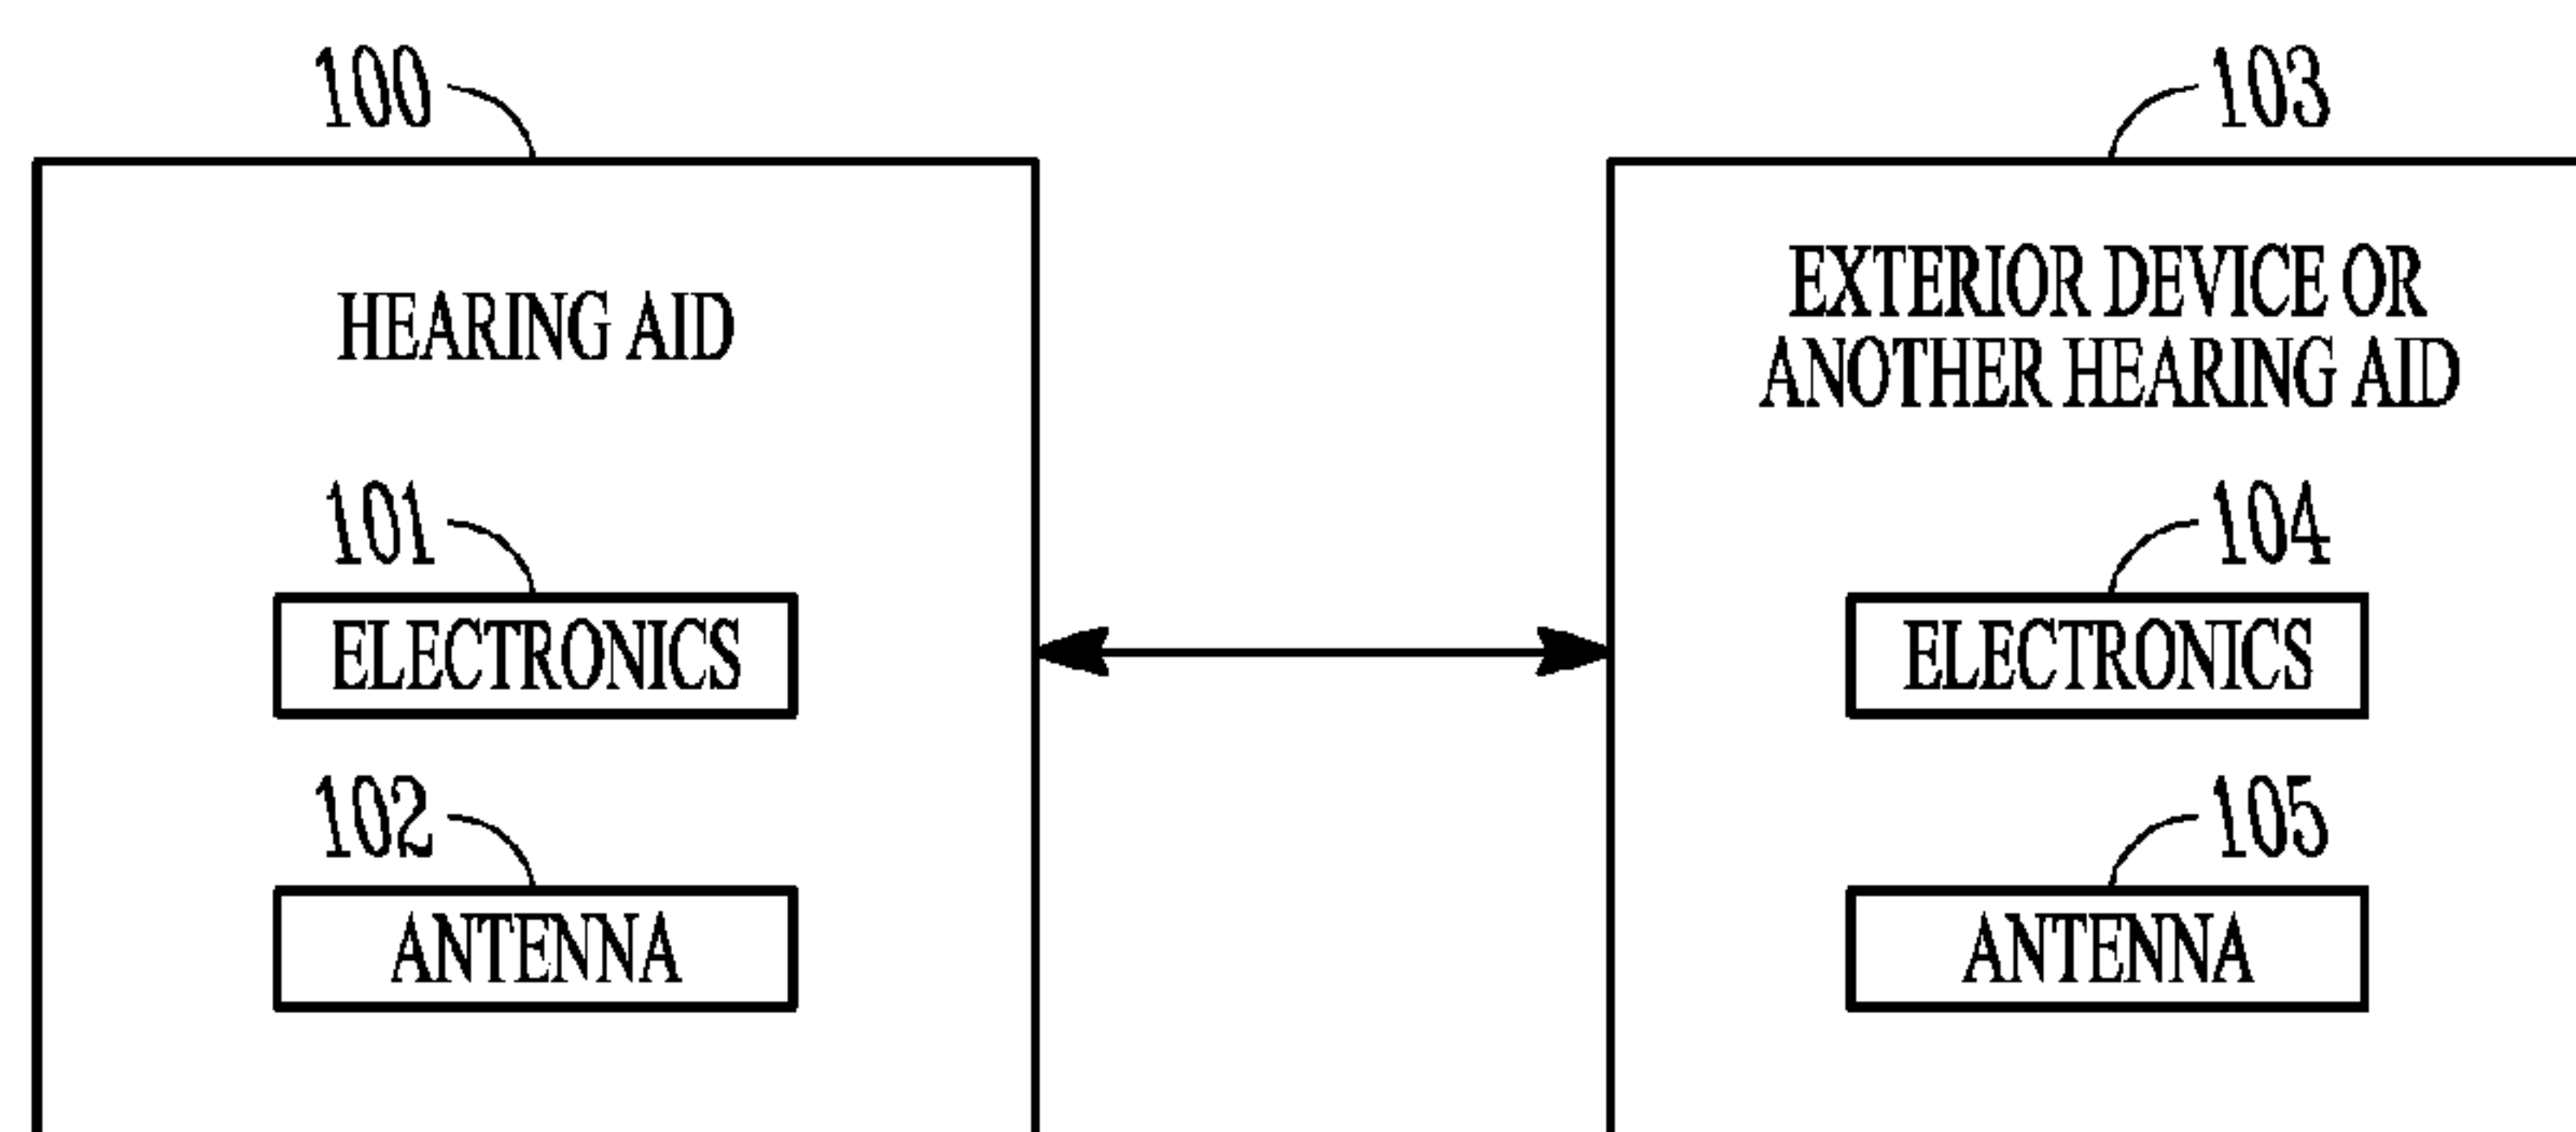 100
103
HEARING AID
EXTERIOR DEVICE OR
ANOTHER HEARING AID
101
104
ELECTRONICS
ELECTRONICS
102
105
ANTENNA
ANTENNA